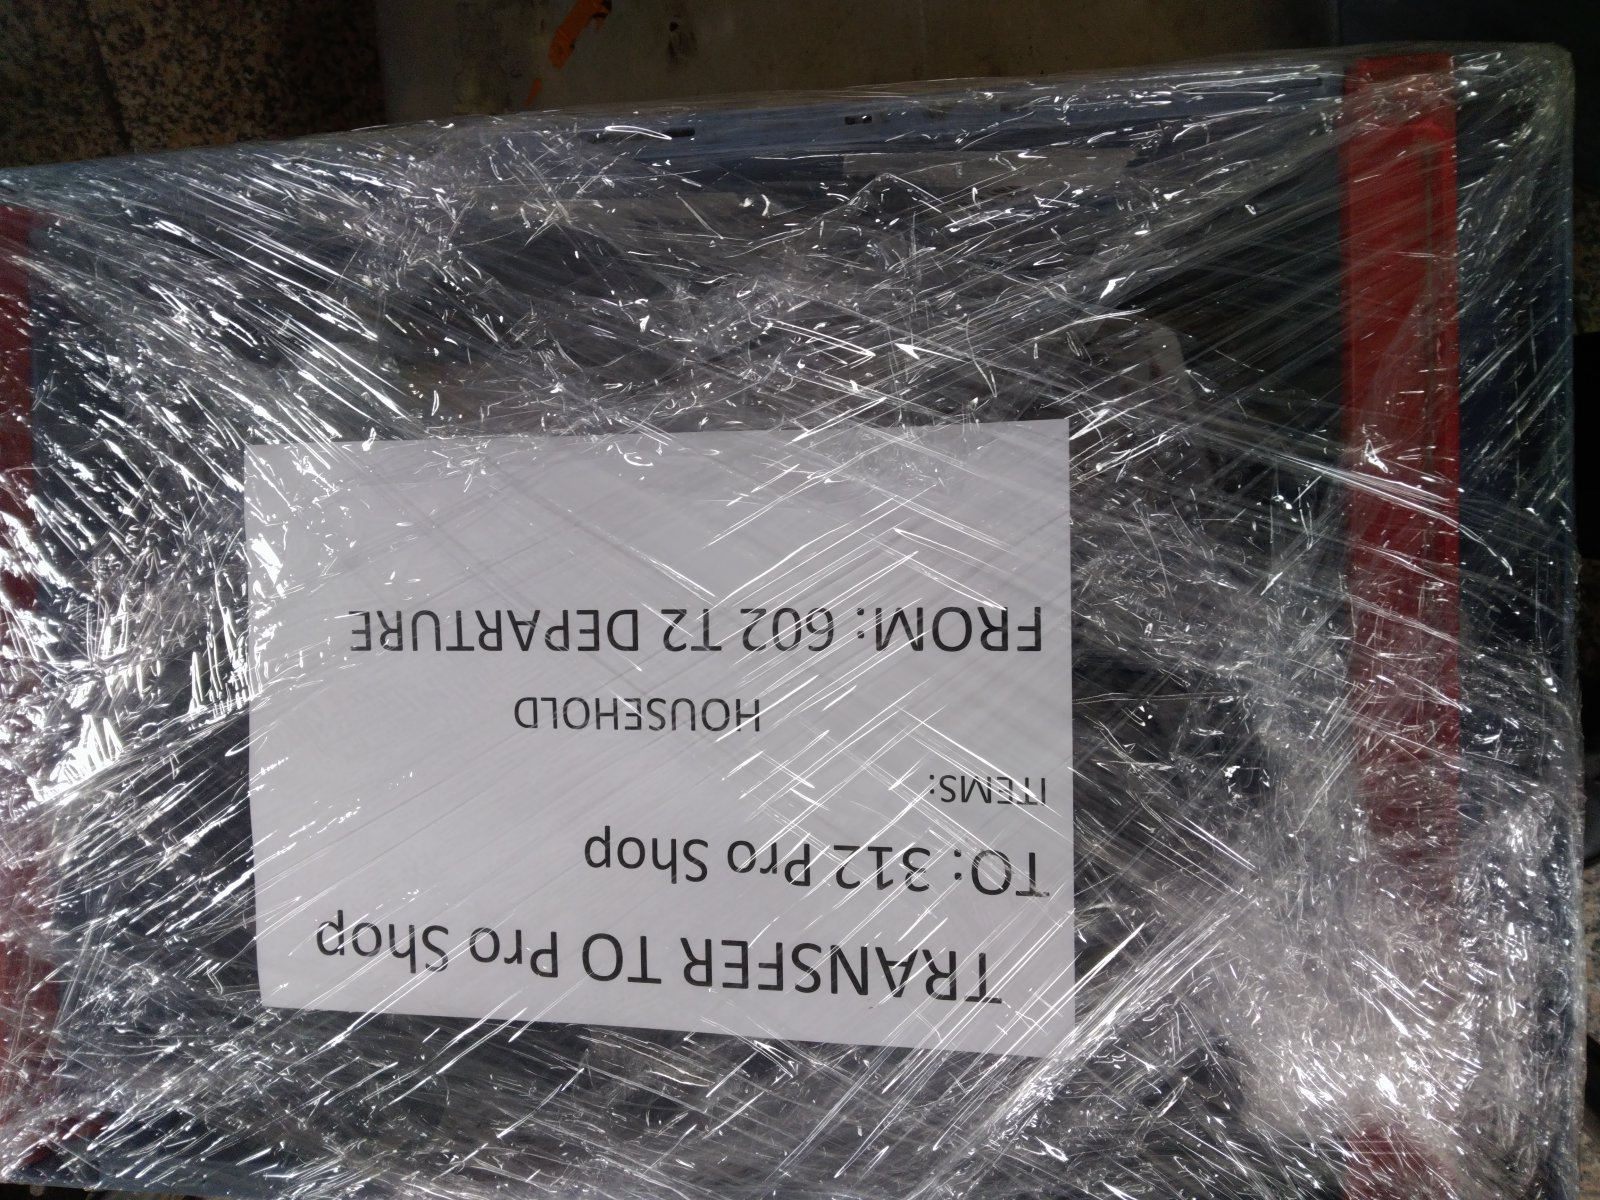 TRANSFER TO Pro Shop
TO: 312 Pro Shop
ITEMS:
HOUSEHOLD
FROM: 602 T2 DEPARTURE